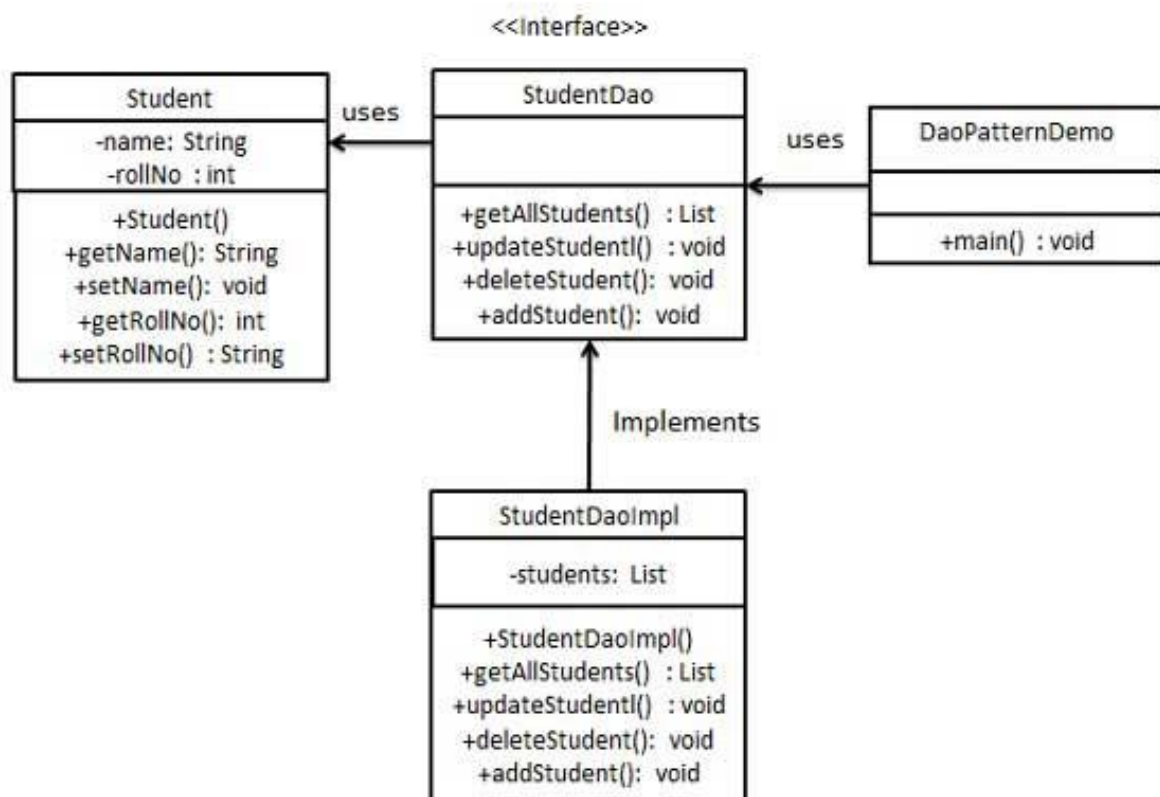 <<Interface>>
Student
-name: String
-rollNo : int
+Student()
+getName(): String
+setName(): void
+getRollNo(): int
+setRollNo() : String
uses
StudentDao
+getAllStudents() : List
+updateStudentl() : void
+deleteStudent(): void
+addStudent(): void
uses
DaoPatternDemo
+main() : void
Implements
StudentDaoImpl
-students: List
+StudentDaoImpl()
+getAllStudents() : List
+updateStudentl() : void
+deleteStudent(): void
+addStudent(): void